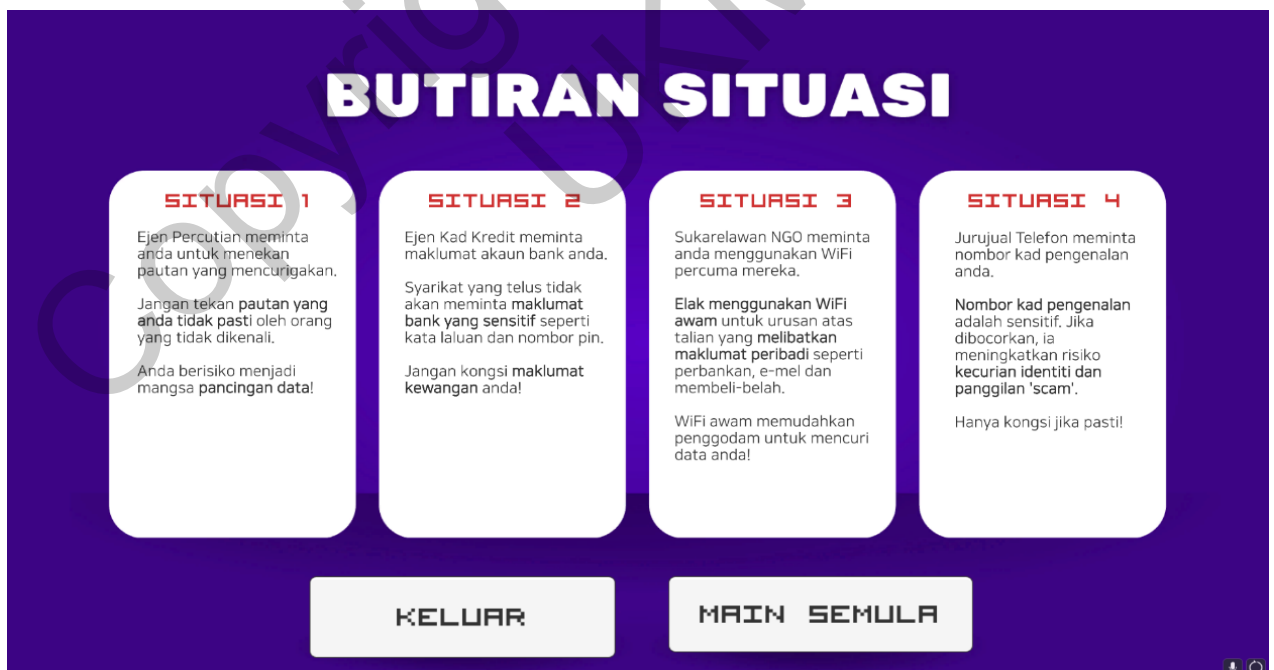 BUTIRAN SITUASI
SITUASI 1
Ejen Percutian meminta
anda untuk menekan
pautan yang mencurigakan.
Jangan tekan pautan yang
anda tidak pasti oleh orang
yang tidak dikenali.
Anda berisiko menjadi
mangsa pancingan data!
SITUASI 2
Ejen Kad Kredit meminta
maklumat akaun bank anda.
Syarikat yang telus tidak
akan meminta maklumat
bank yang sensitif seperti
kata laluan dan nombor pin.
Jangan kongsi maklumat
kewangan anda!
SITUASI 3
Sukarelawan NGO meminta
anda menggunakan WiFi
percuma mereka.
Elak menggunakan WiFi
awam untuk urusan atas
talian yang melibatkan
maklumat peribadi seperti
perbankan, e-mel dan
membeli-belah.
WiFi awam memudahkan
penggodam untuk mencuri
data anda!
SITUASI 4
Jurujual Telefon meminta
nombor kad pengenalan
anda.
Nombor kad pengenalan
adalah sensitif. Jika
dibocorkan, ia
meningkatkan risiko
kecurian identiti dan
panggilan 'scam'.
Hanya kongsi jika pasti!
KELUAR
MAIN SEMULA